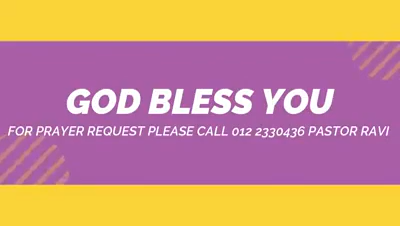 GOD BLESS YOU
FOR PRAYER REQUEST PLEASE CALL 012 2330436 PASTOR RAVI